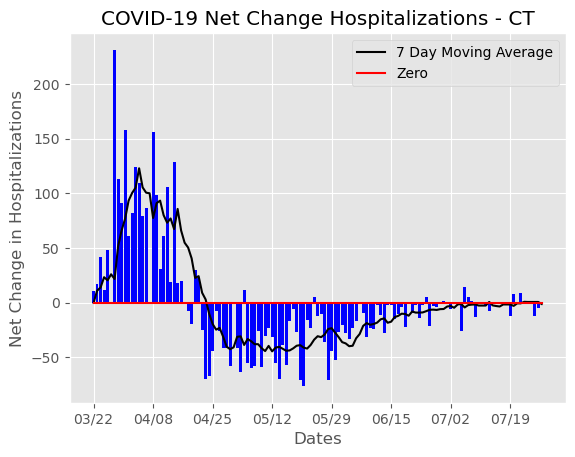 COVID-19 Net Change Hospitalizations - CT
7 Day Moving Average
Zero
Net Change in Hospitalizations
200
150
100
50
0
−50
03/22 04/08 04/25 05/12 05/29 06/15 07/02 07/19
Dates